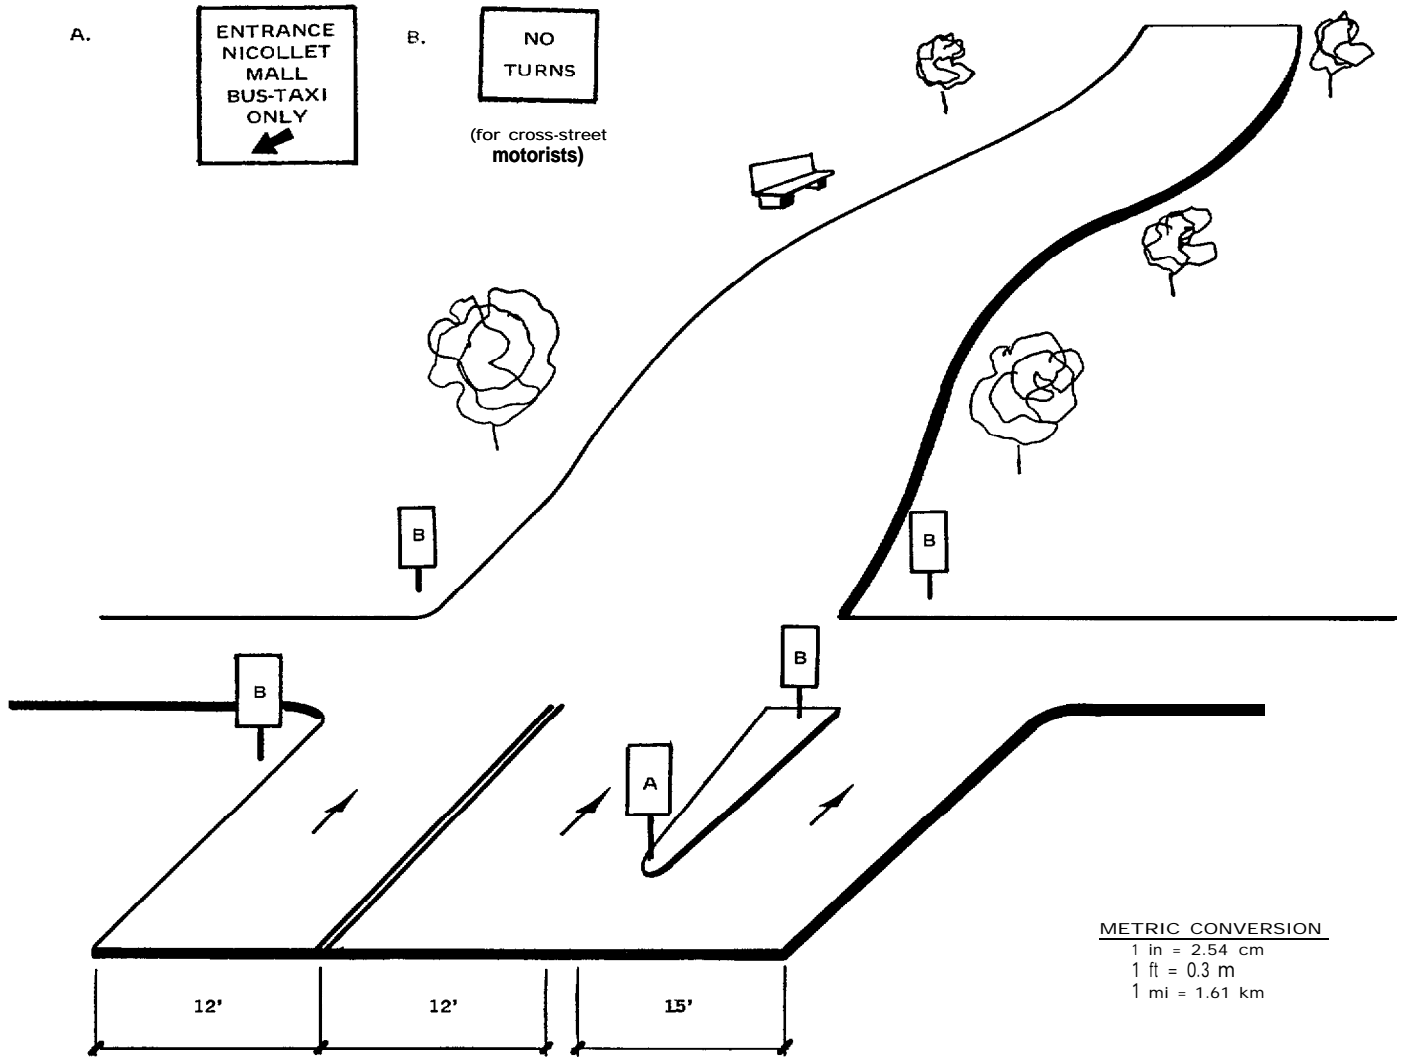 A.
ENTRANCE
NICOLLET
MALL
BUS-TAXI
ONLY
B.
NO
TURNS
(for cross-street
motorists)
B
B
B
B
A
METRIC CONVERSION
1 in = 2.54 cm
1 ft = 0.3 m
1 mi = 1.61 km
12'
12'
15'